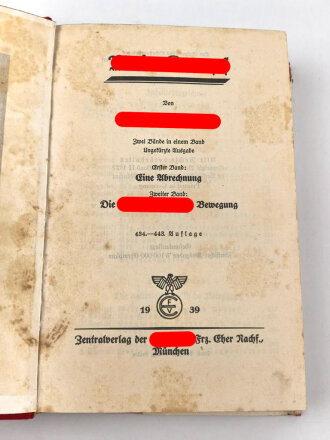 Von
Zwei Bände in einem Band
Ungekürzte Ausgabe
Erster Band:
Eine Abrechnung
Zweiter Band:
Die Bewegung
434.—443. Auflage
19 39
Zentralverlag der Frz. Eher Nachf.,
München